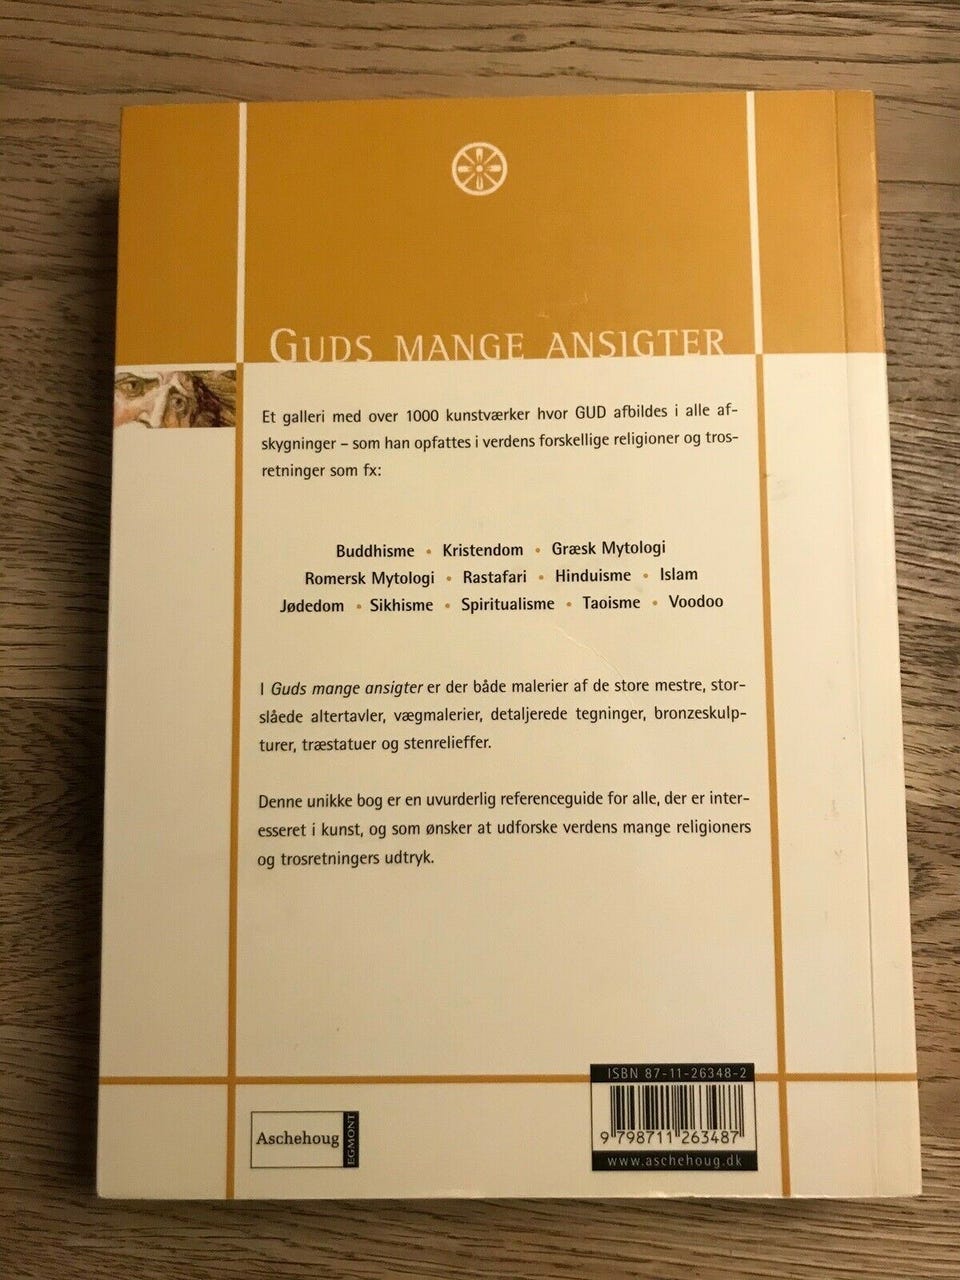 GUDS MANGE ANSIGTER
Et galleri med over 1000 kunstværker hvor GUD afbildes i alle af-
skygninger – som han opfattes i verdens forskellige religioner og tros-
retninger som fx:
Buddhisme • Kristendom • Græsk Mytologi
Romersk Mytologi • Rastafari • Hinduisme • Islam
Jødedom • Sikhisme • Spiritualisme • Taoisme • Voodoo
I Guds mange ansigter er der både malerier af de store mestre, stor-
slåede altertavler, vægmalerier, detaljerede tegninger, bronzeskulp-
turer, træstatuer og stenrelieffer.
Denne unikke bog er en uvurderlig referenceguide for alle, der er inter-
esseret i kunst, og som ønsker at udforske verdens mange religioners
og trosretningers udtryk.
Aschehoug
EGMONT
ISBN 87-11-26348-2
9 798711 263487
www.aschehoug.dk